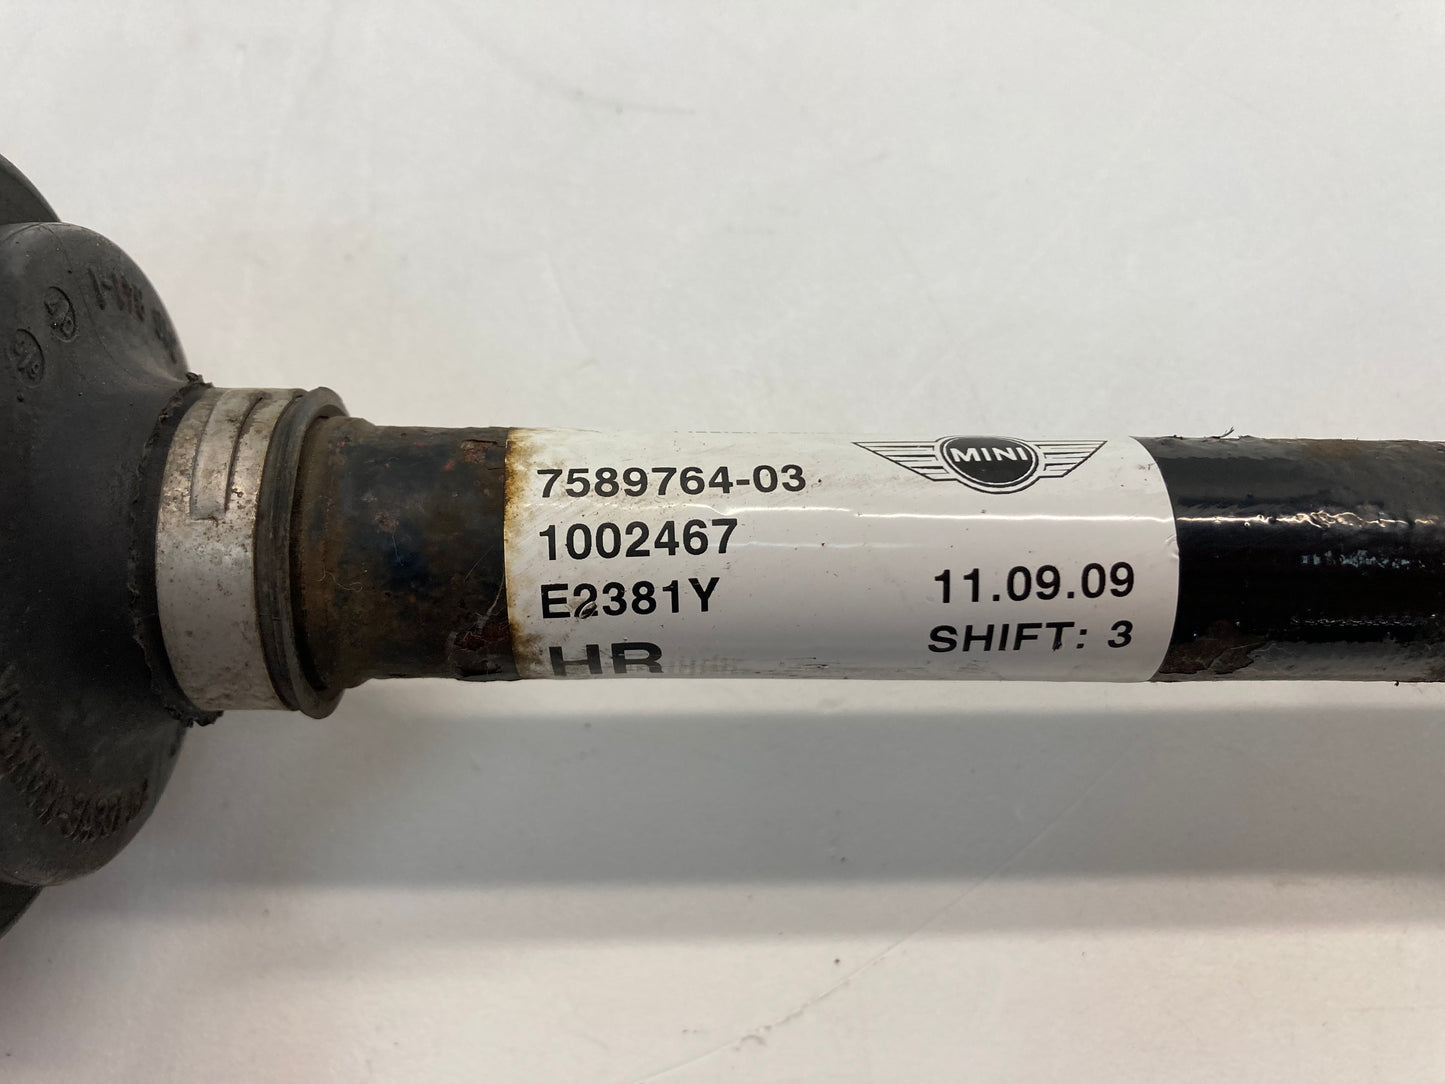 MINI
7589764-03
1002467
E2381Y
11.09.09
HR
SHIFT: 3